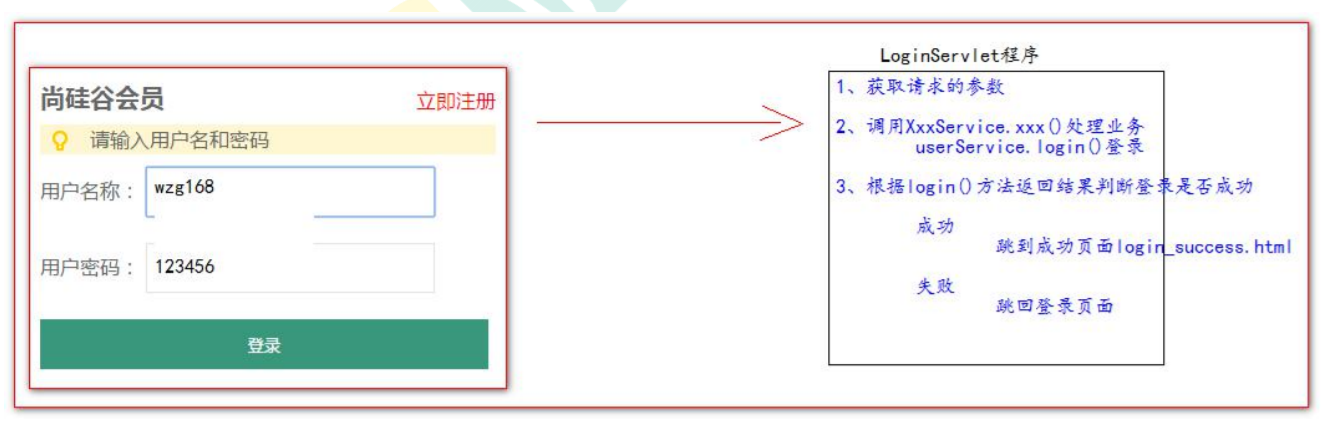 尚硅谷会员 立即注册
请输入用户名和密码
用户名称： wzg168
用户密码： 123456
登录
LoginServlet程序
1、获取请求的参数
2、调用XxxService.xxx()处理业务
userService.login()登录
3、根据login()方法返回结果判断登录是否成功
成功
跳到成功页面login_success.html
失败
跳回登录页面